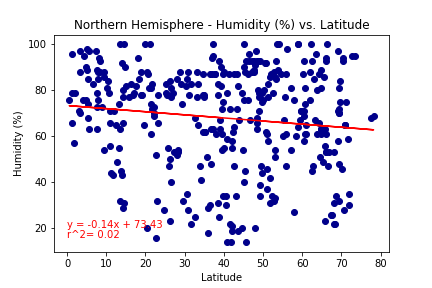 Northern Hemisphere - Humidity (%) vs. Latitude
100
80
60
40
20
Humidity (%)
y = -0.14x + 73.43
r^2= 0.02
0 10 20 30 40 50 60 70 80
Latitude